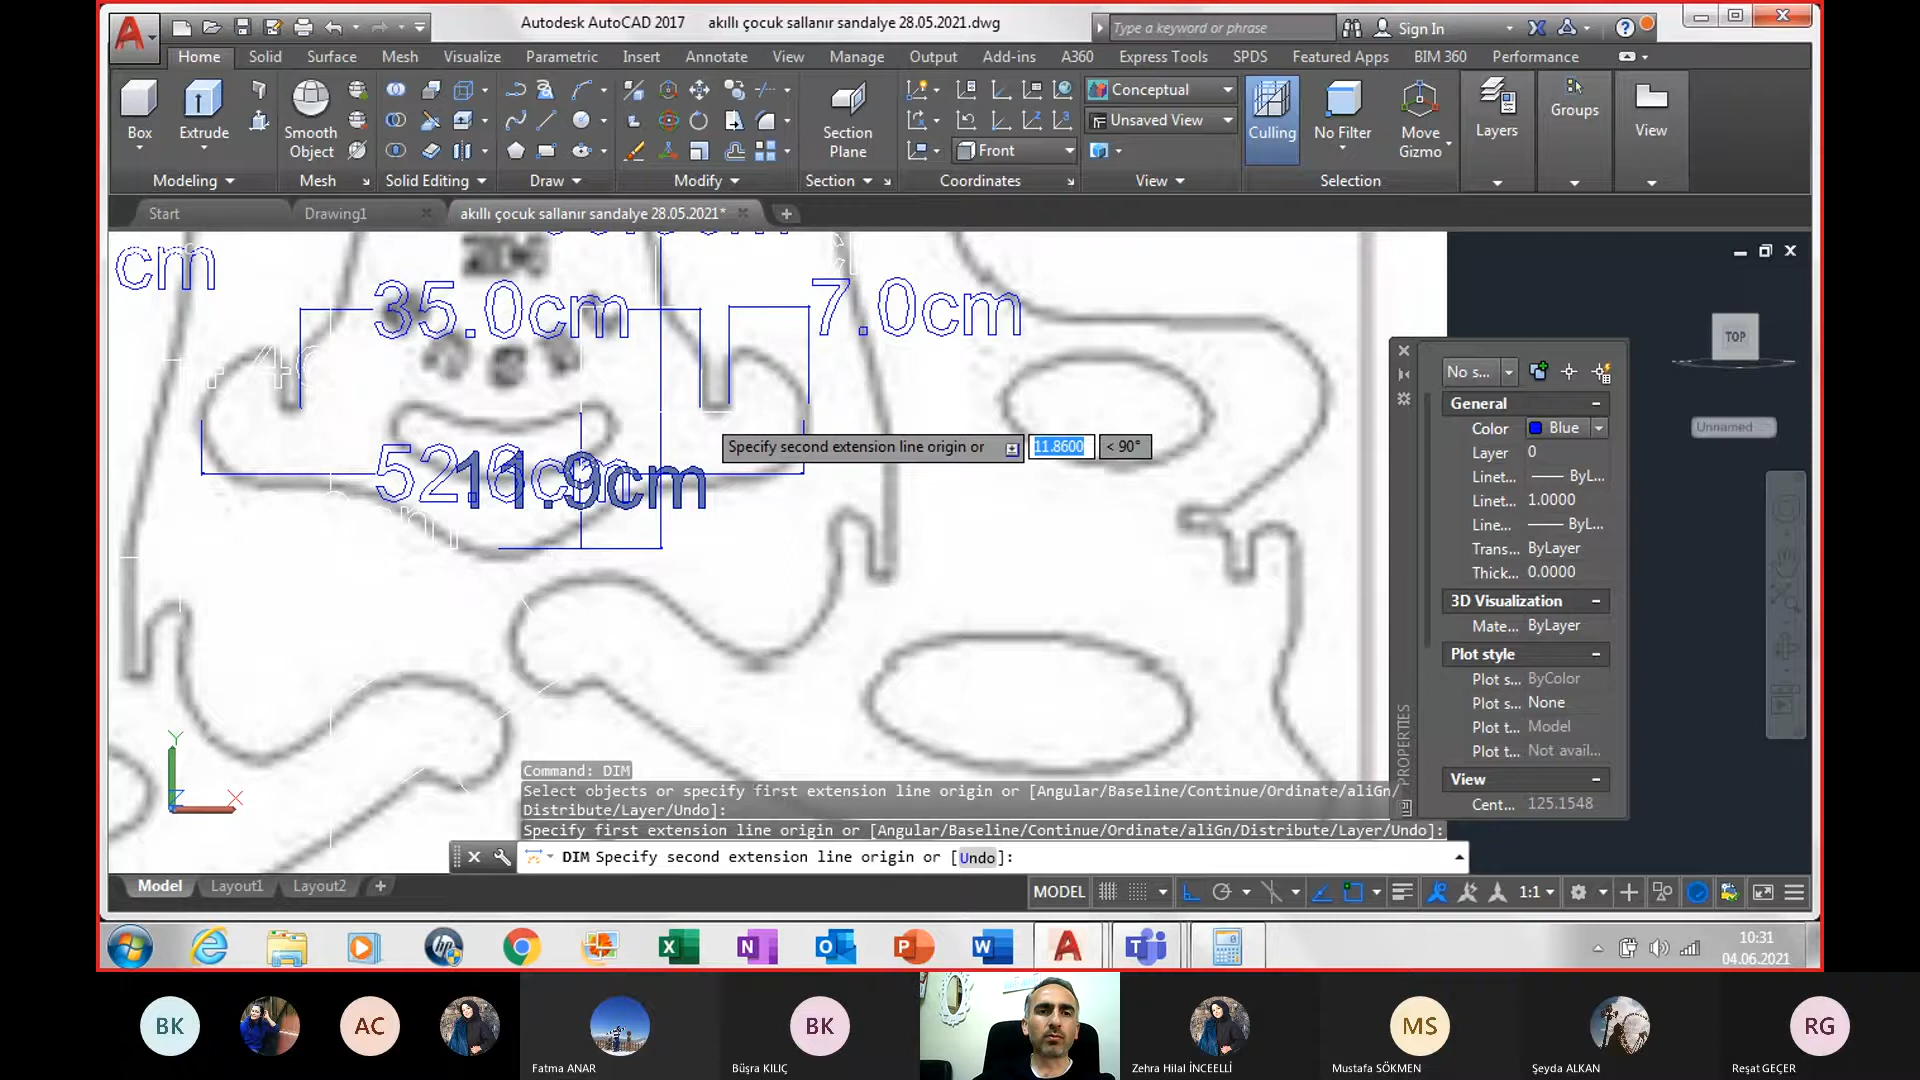 Autodesk AutoCAD 2017 akıllı çocuk sallanır sandalye 28.05.2021.dwg
Type a keyword or phrase
Sign In
Home Solid Surface Mesh Visualize Parametric Insert Annotate View Manage Output Add-ins A360 Express Tools SPDS Featured Apps BIM 360 Performance
Box
Extrude
Smooth
Object
Section
Plane
Front
Conceptual
Unsaved View
Culling
No Filter
Move
Gizmo
Layers
Groups
View
Modeling
Mesh
Solid Editing
Draw
Modify
Section
Coordinates
View
Selection
Start
Drawing1
akıllı çocuk sallanır sandalye 28.05.2021*
cm
35.0cm
7.0cm
52.6cm
11.9cm
Specify second extension line origin or
11.8600
< 90°
TOP
Unnamed
PROPERTIES
No s...
General
Color Blue
Layer 0
Linet... ByL...
Linet... 1.0000
Line... ByL...
Trans... ByLayer
Thick... 0.0000
3D Visualization
Mate... ByLayer
Plot style
Plot s... ByColor
Plot s... None
Plot t... Model
Plot t... Not avail...
View
Cent... 125.1548
Y
X
Z
Command: DIM
Select objects or specify first extension line origin or [Angular/Baseline/Continue/Ordinate/aliGn/
Distribute/Layer/Undo]:
Specify first extension line origin or [Angular/Baseline/Continue/Ordinate/aliGn/Distribute/Layer/Undo]:
DIM Specify second extension line origin or [Undo]:
Model Layout1 Layout2
MODEL
1:1
10:31
04.06.2021
BK
AC
Fatma ANAR
BK
Büşra KILIÇ
Zehra Hilal İNCEELLİ
MS
Mustafa SÖKMEN
Şeyda ALKAN
RG
Reşat GEÇER